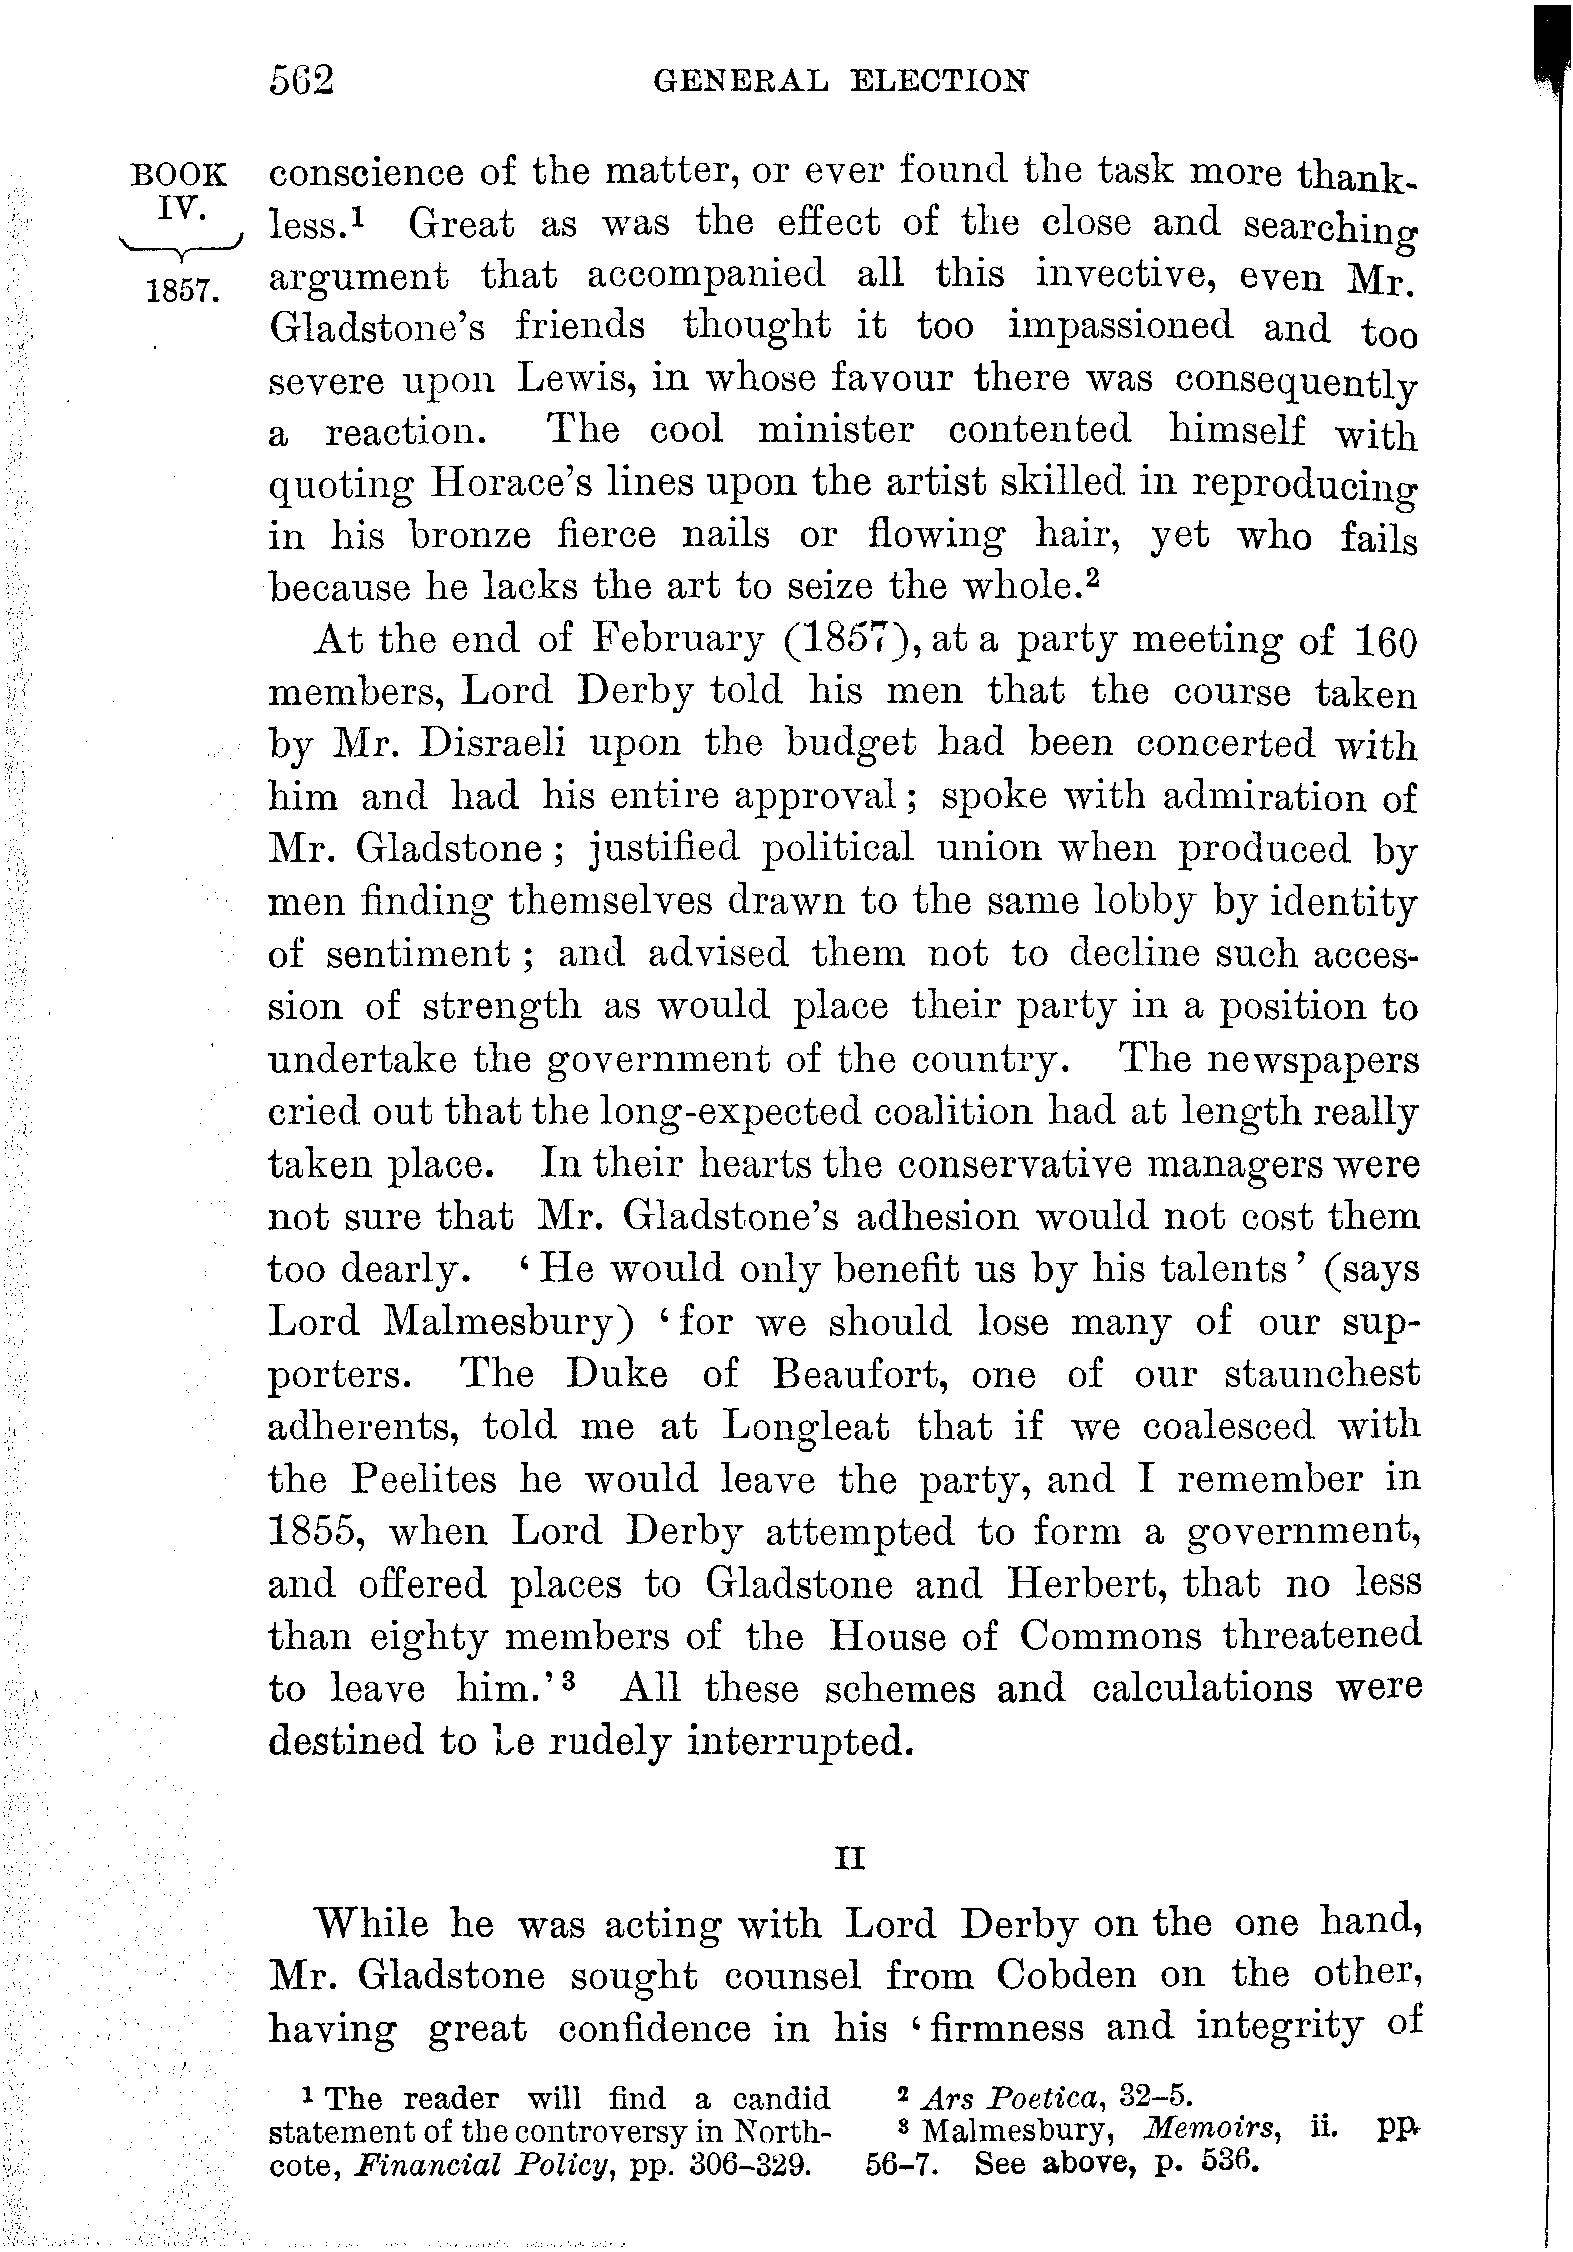 562 GENERAL ELECTION
BOOK
IV.
1857.
conscience of the matter, or ever found the task more thank-
less.¹ Great as was the effect of the close and searching
argument that accompanied all this invective, even Mr.
Gladstone's friends thought it too impassioned and too
severe upon Lewis, in whose favour there was consequently
a reaction. The cool minister contented himself with
quoting Horace's lines upon the artist skilled in reproducing
in his bronze fierce nails or flowing hair, yet who fails
because he lacks the art to seize the whole.²
At the end of February (1857), at a party meeting of 160
members, Lord Derby told his men that the course taken
by Mr. Disraeli upon the budget had been concerted with
him and had his entire approval; spoke with admiration of
Mr. Gladstone; justified political union when produced by
men finding themselves drawn to the same lobby by identity
of sentiment; and advised them not to decline such acces-
sion of strength as would place their party in a position to
undertake the government of the country. The newspapers
cried out that the long-expected coalition had at length really
taken place. In their hearts the conservative managers were
not sure that Mr. Gladstone's adhesion would not cost them
too dearly. 'He would only benefit us by his talents' (says
Lord Malmesbury) 'for we should lose many of our sup-
porters. The Duke of Beaufort, one of our staunchest
adherents, told me at Longleat that if we coalesced with
the Peelites he would leave the party, and I remember in
1855, when Lord Derby attempted to form a government,
and offered places to Gladstone and Herbert, that no less
than eighty members of the House of Commons threatened
to leave him.'³ All these schemes and calculations were
destined to be rudely interrupted.
II
While he was acting with Lord Derby on the one hand,
Mr. Gladstone sought counsel from Cobden on the other,
having great confidence in his 'firmness and integrity of
¹ The reader will find a candid
statement of the controversy in North-
cote, Financial Policy, pp. 306–329.
² Ars Poetica, 32–5.
³ Malmesbury, Memoirs, ii. pp.
56–7. See above, p. 536.